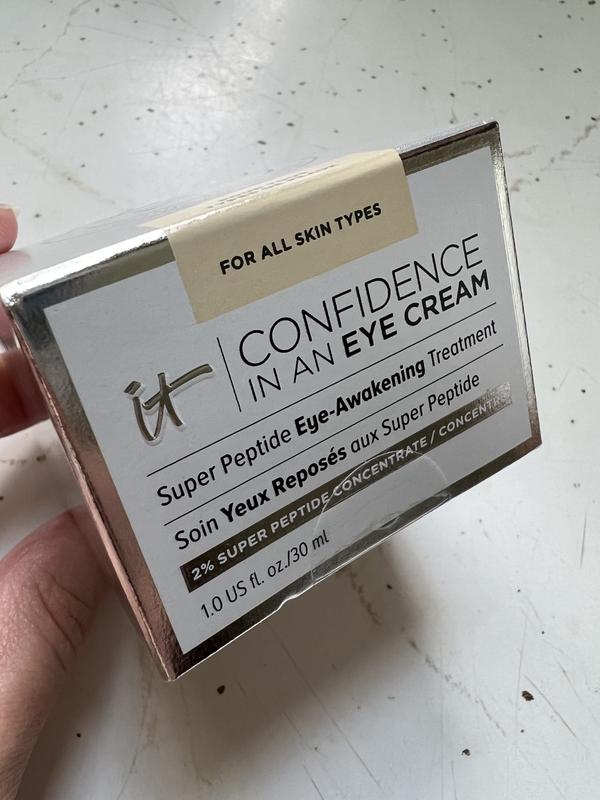 FOR ALL SKIN TYPES
it
CONFIDENCE
IN AN EYE CREAM
Super Peptide Eye-Awakening Treatment
Soin Yeux Reposés aux Super Peptide
2% SUPER PEPTIDE CONCENTRATE /
1.0 US fl. oz./30 ml